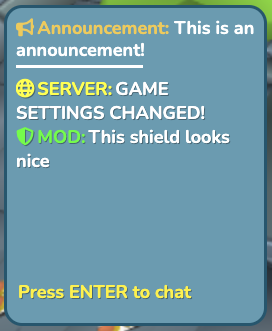 Announcement: This is an
announcement!
SERVER: GAME
SETTINGS CHANGED!
MOD: This shield looks
nice
Press ENTER to chat